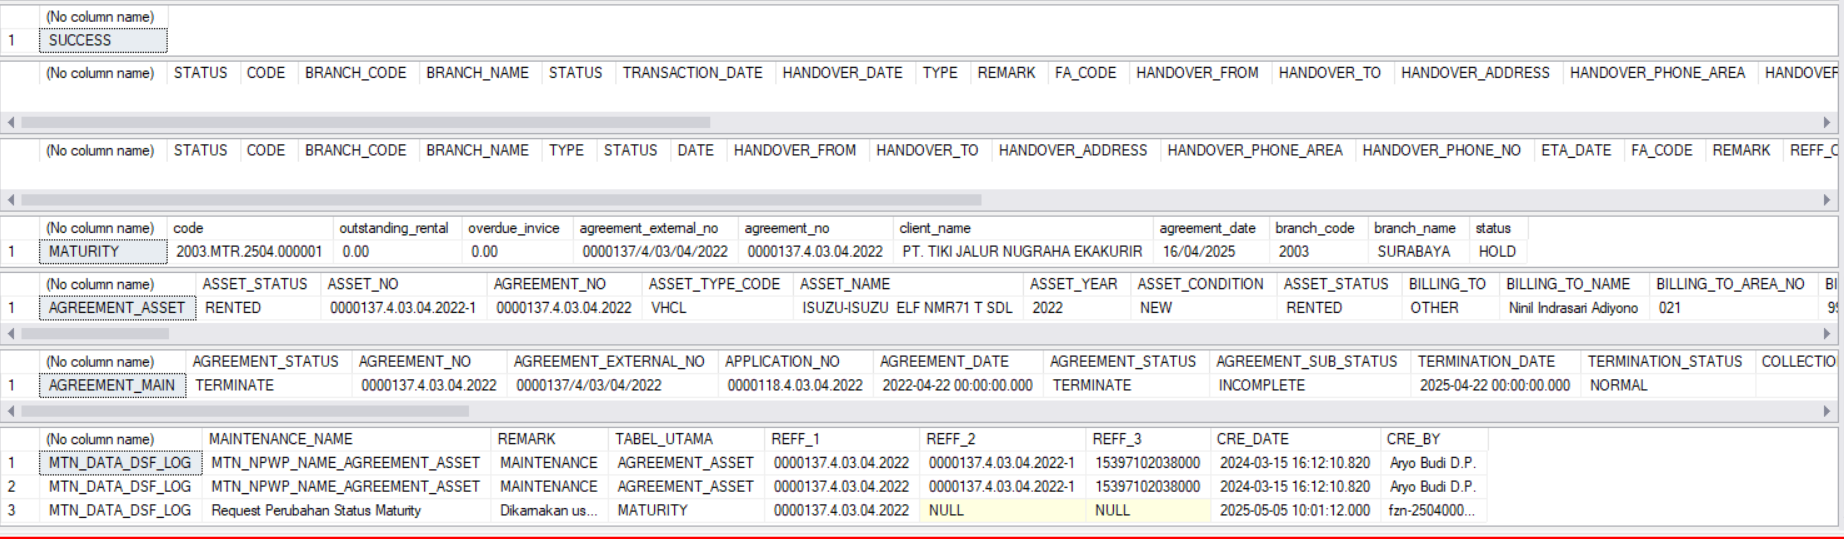 (No column name)
1 SUCCESS
(No column name) STATUS CODE BRANCH_CODE BRANCH_NAME STATUS TRANSACTION_DATE HANDOVER_DATE TYPE REMARK FA_CODE HANDOVER_FROM HANDOVER_TO HANDOVER_ADDRESS HANDOVER_PHONE_AREA HANDOVER
(No column name) STATUS CODE BRANCH_CODE BRANCH_NAME TYPE STATUS DATE HANDOVER_FROM HANDOVER_TO HANDOVER_ADDRESS HANDOVER_PHONE_AREA HANDOVER_PHONE_NO ETA_DATE FA_CODE REMARK REFF_C
(No column name) code outstanding_rental overdue_invice agreement_external_no agreement_no client_name agreement_date branch_code branch_name status
1 MATURITY 2003.MTR.2504.000001 0.00 0.00 0000137/4/03/04/2022 0000137.4.03.04.2022 PT. TIKI JALUR NUGRAHA EKAKURIR 16/04/2025 2003 SURABAYA HOLD
(No column name) ASSET_STATUS ASSET_NO AGREEMENT_NO ASSET_TYPE_CODE ASSET_NAME ASSET_YEAR ASSET_CONDITION ASSET_STATUS BILLING_TO BILLING_TO_NAME BILLING_TO_AREA_NO BI
1 AGREEMENT_ASSET RENTED 0000137.4.03.04.2022-1 0000137.4.03.04.2022 VHCL ISUZU-ISUZU ELF NMR71 T SDL 2022 NEW RENTED OTHER Ninil Indrasari Adiyono 021 99
(No column name) AGREEMENT_STATUS AGREEMENT_NO AGREEMENT_EXTERNAL_NO APPLICATION_NO AGREEMENT_DATE AGREEMENT_STATUS AGREEMENT_SUB_STATUS TERMINATION_DATE TERMINATION_STATUS COLLECTIO
1 AGREEMENT_MAIN TERMINATE 0000137.4.03.04.2022 0000137/4/03/04/2022 0000118.4.03.04.2022 2022-04-22 00:00:00.000 TERMINATE INCOMPLETE 2025-04-22 00:00:00.000 NORMAL
(No column name) MAINTENANCE_NAME REMARK TABEL_UTAMA REFF_1 REFF_2 REFF_3 CRE_DATE CRE_BY
1 MTN_DATA_DSF_LOG MTN_NPWP_NAME_AGREEMENT_ASSET MAINTENANCE AGREEMENT_ASSET 0000137.4.03.04.2022 0000137.4.03.04.2022-1 15397102038000 2024-03-15 16:12:10.820 Aryo Budi D.P.
2 MTN_DATA_DSF_LOG MTN_NPWP_NAME_AGREEMENT_ASSET MAINTENANCE AGREEMENT_ASSET 0000137.4.03.04.2022 0000137.4.03.04.2022-1 15397102038000 2024-03-15 16:12:10.820 Aryo Budi D.P.
3 MTN_DATA_DSF_LOG Request Perubahan Status Maturity Dikarnakan us... MATURITY 0000137.4.03.04.2022 NULL NULL 2025-05-05 10:01:12.000 fzn-2504000...